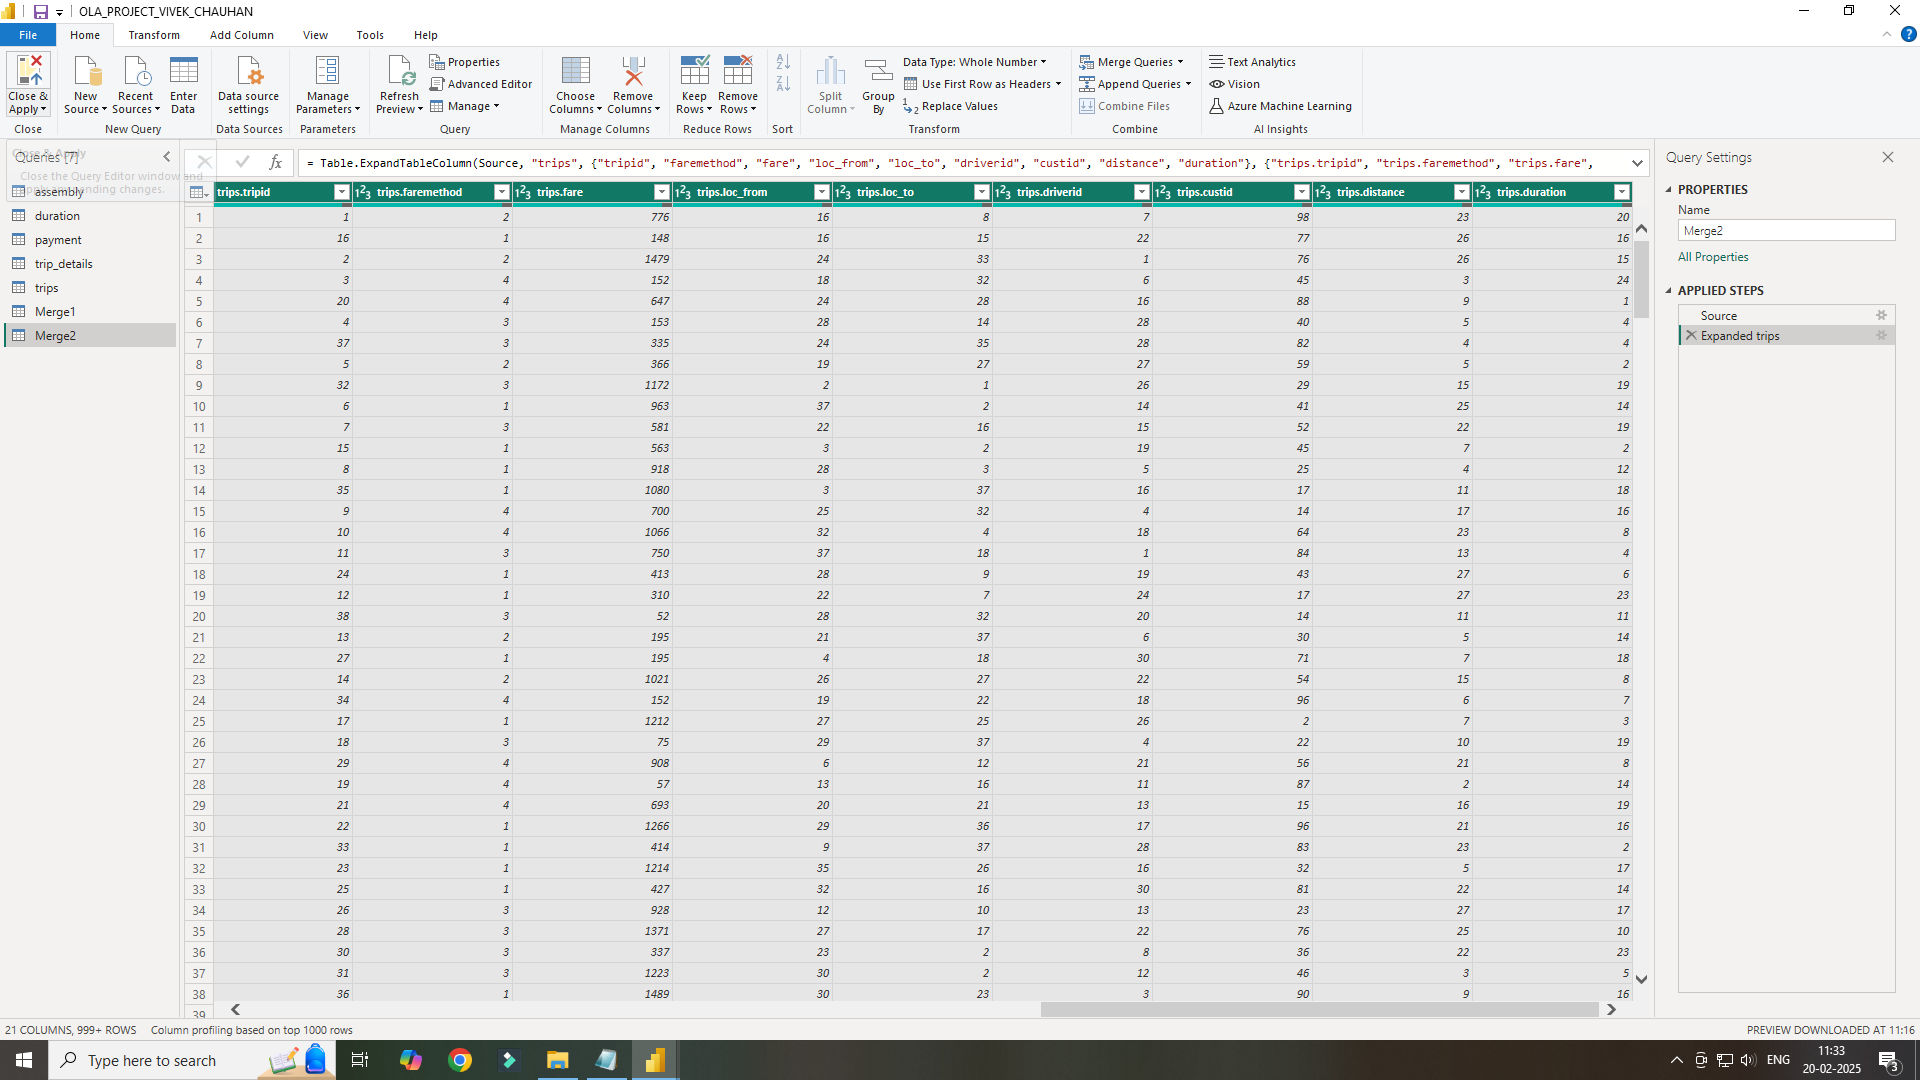 OLA_PROJECT_VIVEK_CHAUHAN
File Home Transform Add Column View Tools Help
Close & Apply
Close
New Source
Recent Sources
Enter Data
New Query
Data source settings
Data Sources
Manage Parameters
Parameters
Refresh Preview
Properties
Advanced Editor
Manage
Query
Choose Columns
Remove Columns
Manage Columns
Keep Rows
Remove Rows
Reduce Rows
Sort
Split Column
Group By
Data Type: Whole Number
Use First Row as Headers
Replace Values
Transform
Merge Queries
Append Queries
Combine Files
Combine
Text Analytics
Vision
Azure Machine Learning
AI Insights
Queries [7]
Close & Apply
Close the Query Editor window and
apply any pending changes.
assembly
duration
payment
trip_details
trips
Merge1
Merge2
= Table.ExpandTableColumn(Source, "trips", {"tripid", "faremethod", "fare", "loc_from", "loc_to", "driverid", "custid", "distance", "duration"}, {"trips.tripid", "trips.faremethod", "trips.fare",
trips.tripid trips.faremethod trips.fare trips.loc_from trips.loc_to trips.driverid trips.custid trips.distance trips.duration
1 1 2 776 16 8 7 98 23 20
2 16 1 148 16 15 22 77 26 16
3 2 2 1479 24 33 1 76 26 15
4 3 4 152 18 32 6 45 3 24
5 20 4 647 24 28 16 88 9 1
6 4 3 153 28 14 28 40 5 4
7 37 3 335 24 35 28 82 4 4
8 5 2 366 19 27 27 59 5 2
9 32 3 1172 2 1 26 29 15 19
10 6 1 963 37 2 14 41 25 14
11 7 3 581 22 16 15 52 22 19
12 15 1 563 3 2 19 45 7 2
13 8 1 918 28 3 5 25 4 12
14 35 1 1080 3 37 16 17 11 18
15 9 4 700 25 32 4 14 17 16
16 10 4 1066 32 4 18 64 23 8
17 11 3 750 37 18 1 84 13 4
18 24 1 413 28 9 19 43 27 6
19 12 1 310 22 7 24 17 27 23
20 38 3 52 28 32 20 14 11 11
21 13 2 195 21 37 6 30 5 14
22 27 1 195 4 18 30 71 7 18
23 14 2 1021 26 27 22 54 15 8
24 34 4 152 19 22 18 96 6 7
25 17 1 1212 27 25 26 2 7 3
26 18 3 75 29 37 4 22 10 19
27 29 4 908 6 12 21 56 21 8
28 19 4 57 13 16 11 87 2 14
29 21 4 693 20 21 13 15 16 19
30 22 1 1266 29 36 17 96 21 16
31 33 1 414 9 37 28 83 23 2
32 23 1 1214 35 26 16 32 5 17
33 25 1 427 32 16 30 81 22 14
34 26 3 928 12 10 13 23 27 17
35 28 3 1371 27 17 22 76 25 10
36 30 3 337 23 2 8 36 22 23
37 31 3 1223 30 2 12 46 3 5
38 36 1 1489 30 23 3 90 9 16
39
Query Settings
PROPERTIES
Name
Merge2
All Properties
APPLIED STEPS
Source
Expanded trips
21 COLUMNS, 999+ ROWS Column profiling based on top 1000 rows
PREVIEW DOWNLOADED AT 11:16
Type here to search
ENG
11:33
20-02-2025
3